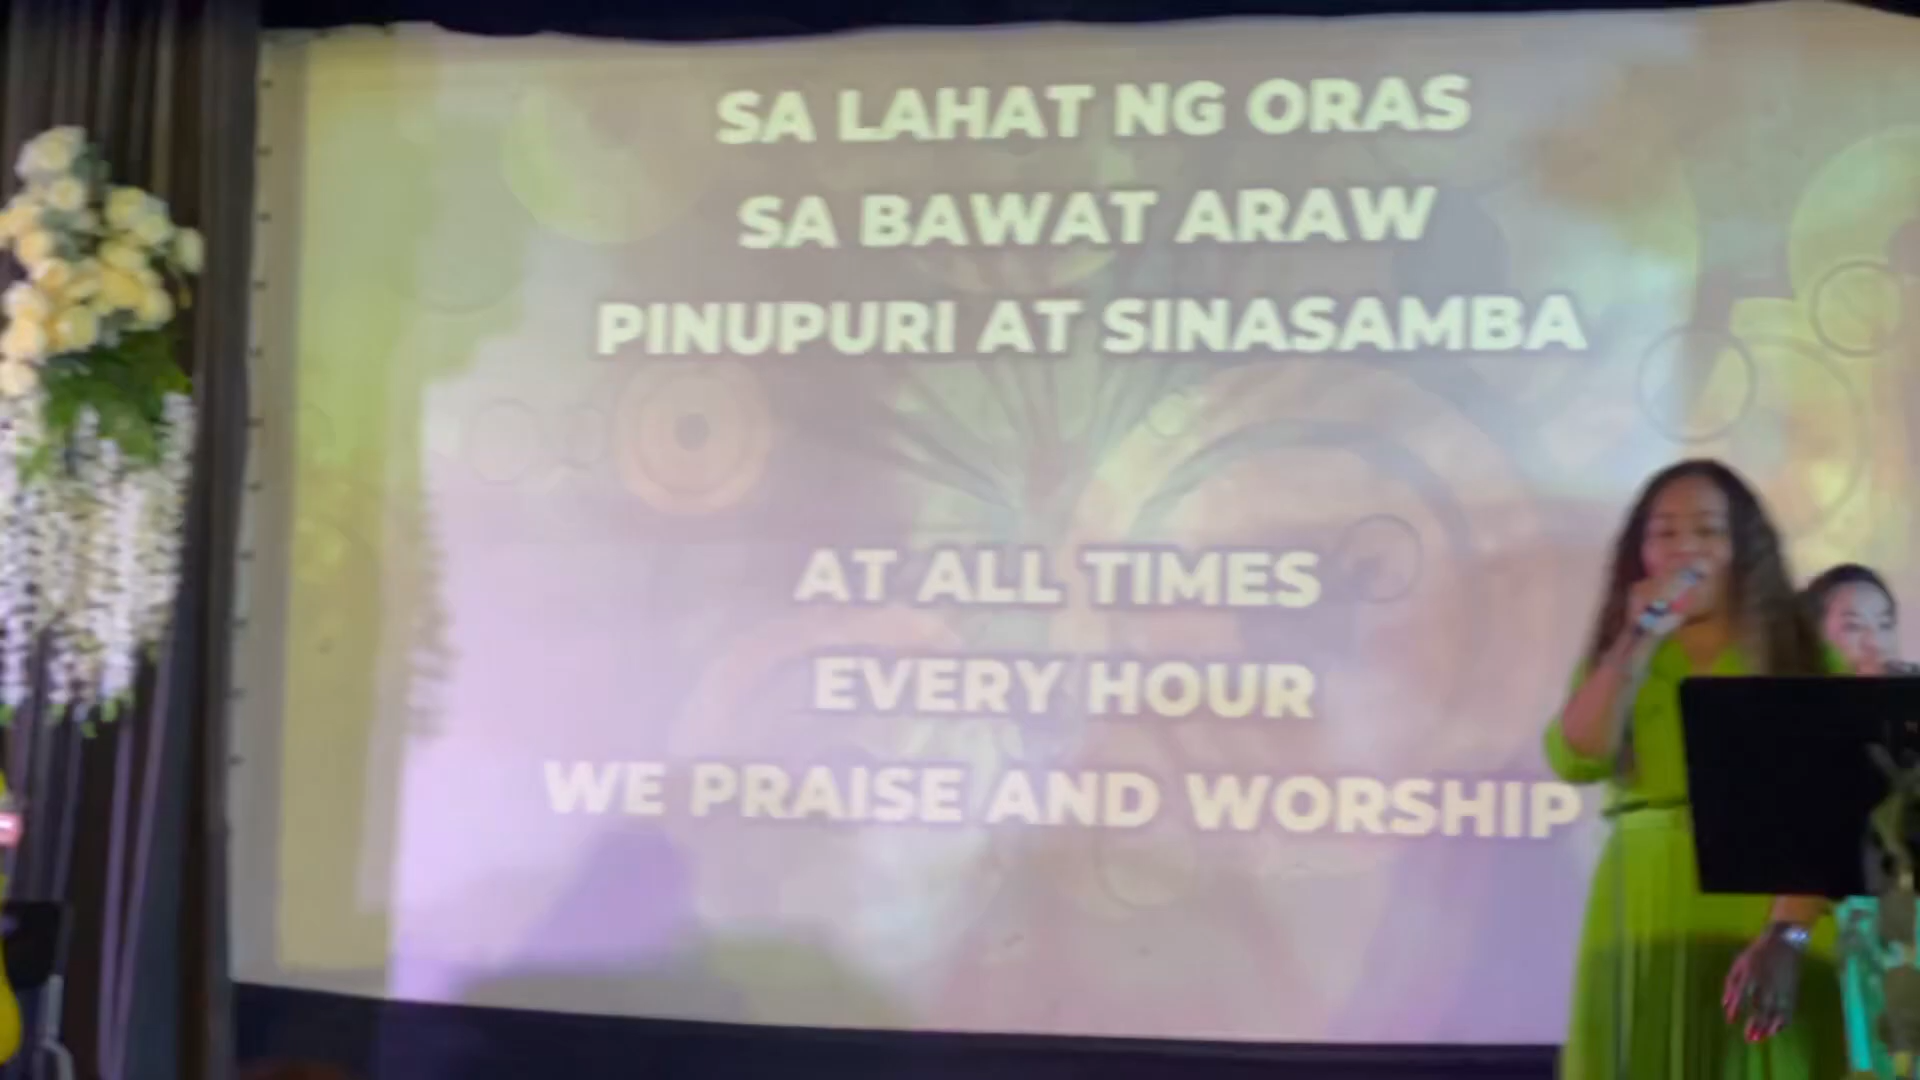 SA LAHAT NG ORAS
SA BAWAT ARAW
PINUPURI AT SINASAMBA
AT ALL TIMES
EVERY HOUR
WE PRAISE AND WORSHIP